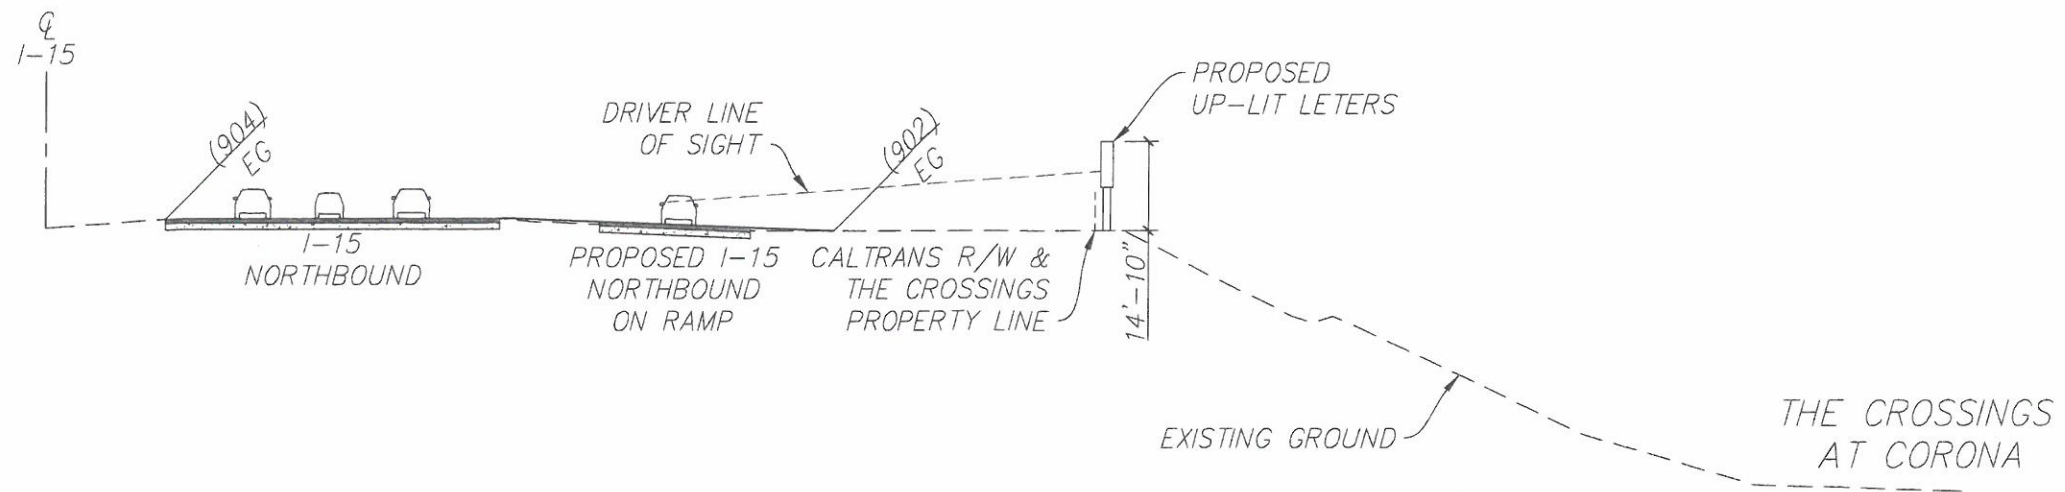 ℄
I-15
(904)
EG
I-15
NORTHBOUND
DRIVER LINE
OF SIGHT
PROPOSED I-15
NORTHBOUND
ON RAMP
(902)
EG
CALTRANS R/W &
THE CROSSINGS
PROPERTY LINE
PROPOSED
UP-LIT LETERS
14'-10"
EXISTING GROUND
THE CROSSINGS
AT CORONA